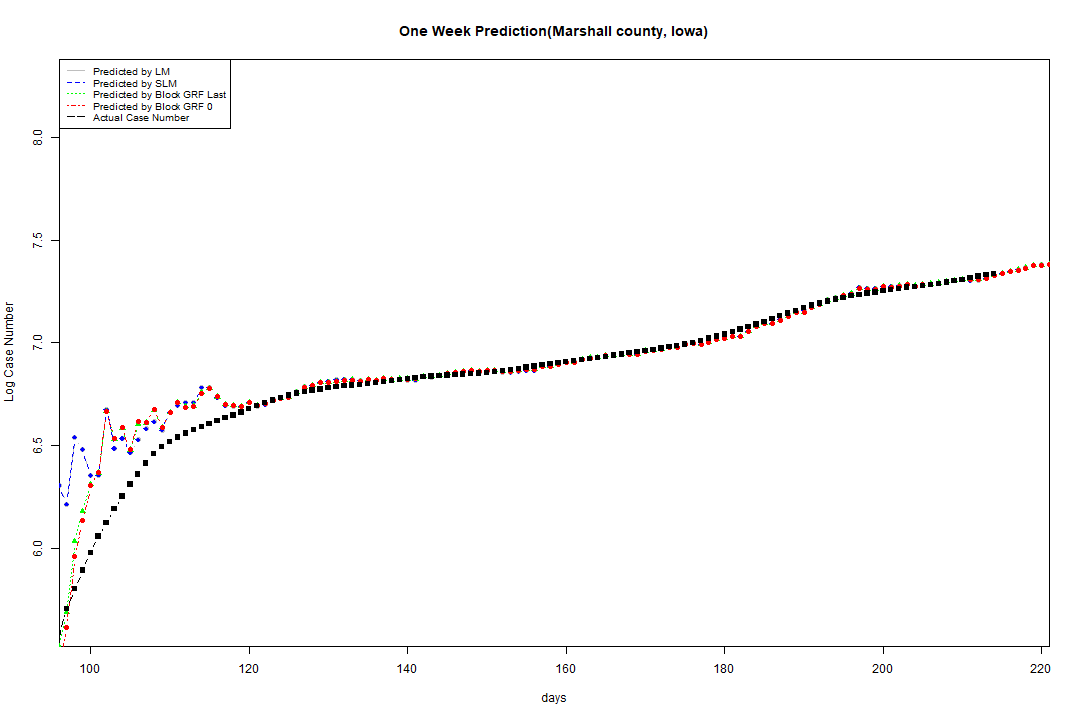 One Week Prediction(Marshall county, Iowa)
Predicted by LM
Predicted by SLM
Predicted by Block GRF Last
Predicted by Block GRF 0
Actual Case Number
8.0
7.5
7.0
6.5
6.0
Log Case Number
100 120 140 160 180 200 220
days